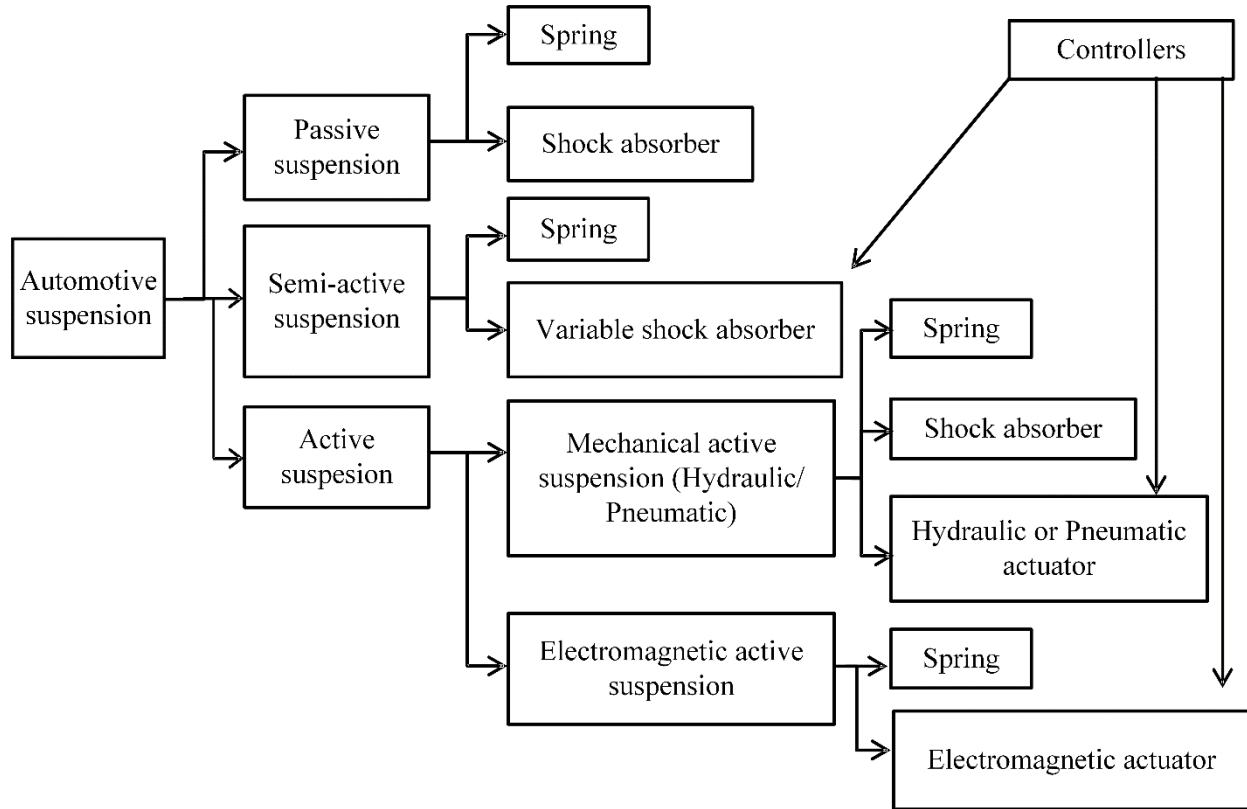 Spring
Controllers
Passive
suspension
Shock absorber
Spring
Automotive
suspension
Semi-active
suspension
Variable shock absorber
Spring
Active
suspesion
Mechanical active
suspension (Hydraulic/
Pneumatic)
Shock absorber
Hydraulic or Pneumatic
actuator
Electromagnetic active
suspension
Spring
Electromagnetic actuator